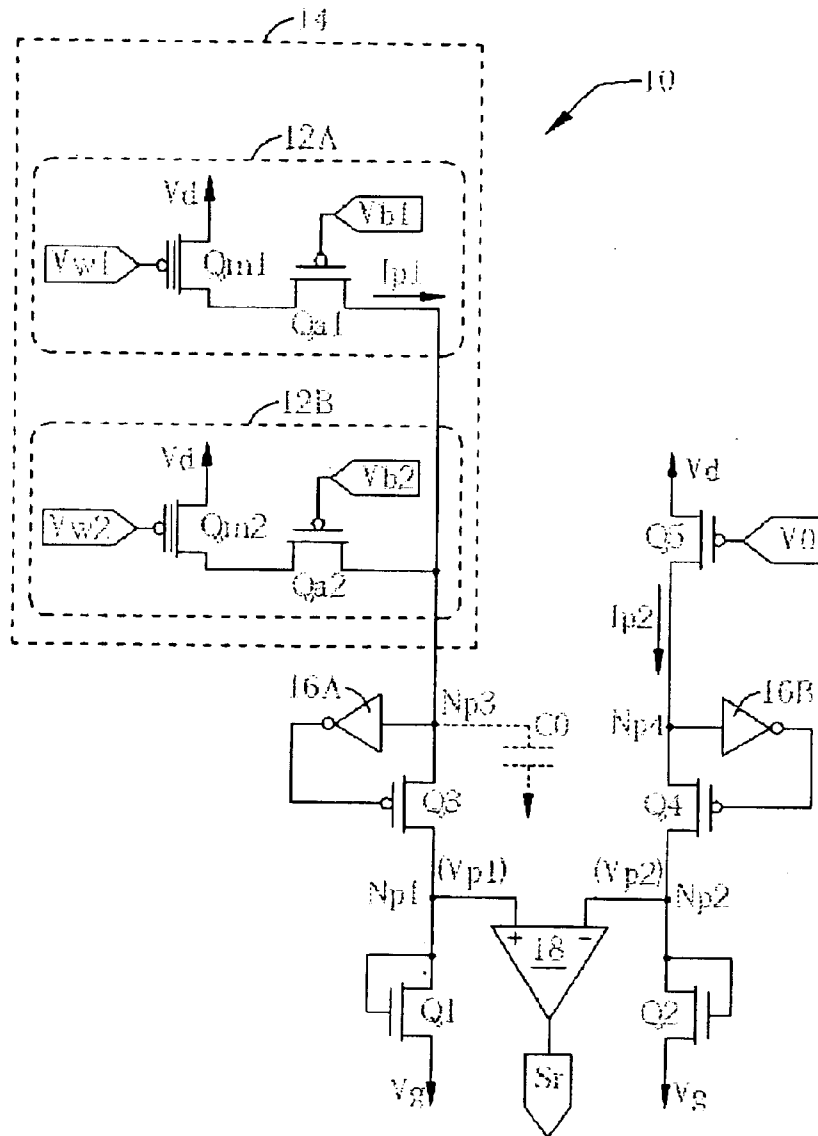 14
10
12A
Vd
Vb1
Vw1
Qm1
Ip1
Qa1
12B
Vd
Vb2
Vw2
Qm2
Qa2
Vd
Q5
V0
Ip2
16A
Np3
C0
Np4
16B
Q3
Q4
(Vp1)
(Vp2)
Np1
Np2
+
−
18
Q1
Q2
Vg
Sr
Vg